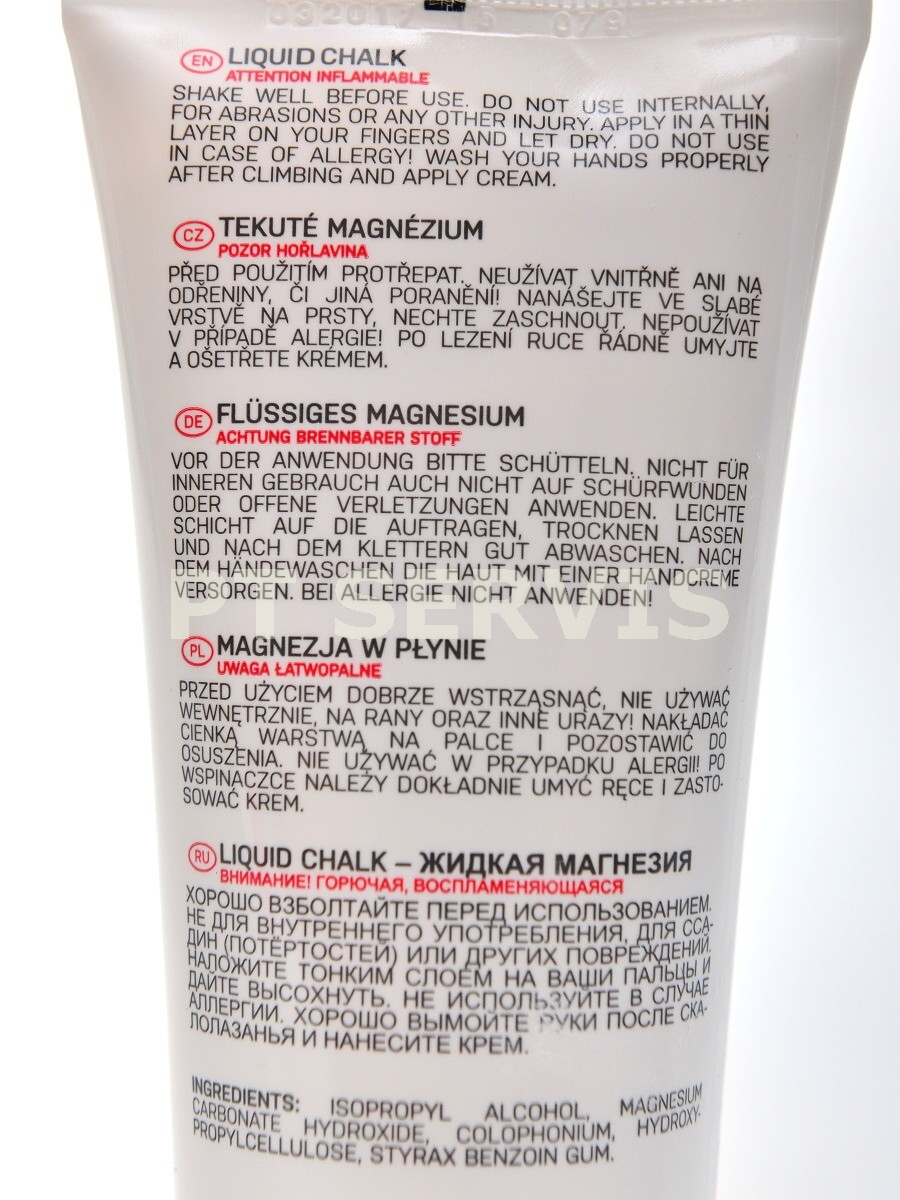 032017 079
EN LIQUID CHALK
ATTENTION INFLAMMABLE
SHAKE WELL BEFORE USE. DO NOT USE INTERNALLY,
FOR ABRASIONS OR ANY OTHER INJURY. APPLY IN A THIN
LAYER ON YOUR FINGERS AND LET DRY. DO NOT USE
IN CASE OF ALLERGY! WASH YOUR HANDS PROPERLY
AFTER CLIMBING AND APPLY CREAM.
CZ TEKUTÉ MAGNÉZIUM
POZOR HOŘLAVINA
PŘED POUŽITÍM PROTŘEPAT. NEUŽÍVAT VNITŘNĚ ANI NA
ODŘENINY, ČI JINÁ PORANĚNÍ! NANÁŠEJTE VE SLABÉ
VRSTVĚ NA PRSTY, NECHTE ZASCHNOUT. NEPOUŽÍVAT
V PŘÍPADĚ ALERGIE! PO LEZENÍ RUCE ŘÁDNĚ UMYJTE
A OŠETŘETE KRÉMEM.
DE FLÜSSIGES MAGNESIUM
ACHTUNG BRENNBARER STOFF
VOR DER ANWENDUNG BITTE SCHÜTTELN. NICHT FÜR
INNEREN GEBRAUCH AUCH NICHT AUF SCHÜRFWUNDEN
ODER OFFENE VERLETZUNGEN ANWENDEN. LEICHTE
SCHICHT AUF DIE AUFTRAGEN, TROCKNEN LASSEN
UND NACH DEM KLETTERN GUT ABWASCHEN. NACH
DEM HÄNDEWASCHEN DIE HAUT MIT EINER HANDCREME
VERSORGEN. BEI ALLERGIE NICHT ANWENDEN!
PT SERVIS
PL MAGNEZJA W PŁYNIE
UWAGA ŁATWOPALNE
PRZED UŻYCIEM DOBRZE WSTRZĄSNĄĆ, NIE UŻYWAĆ
WEWNĘTRZNIE, NA RANY ORAZ INNE URAZY! NAKŁADAĆ
CIENKĄ WARSTWĄ NA PALCE I POZOSTAWIĆ DO
OSUSZENIA. NIE UŻYWAĆ W PRZYPADKU ALERGII! PO
WSPINACZCE NALEŻY DOKŁADNIE UMYĆ RĘCE I ZASTO-
SOWAĆ KREM.
RU LIQUID CHALK – ЖИДКАЯ МАГНЕЗИЯ
ВНИМАНИЕ! ГОРЮЧАЯ, ВОСПЛАМЕНЯЮЩАЯСЯ
ХОРОШО ВЗБОЛТАЙТЕ ПЕРЕД ИСПОЛЬЗОВАНИЕМ.
НЕ ДЛЯ ВНУТРЕННЕГО УПОТРЕБЛЕНИЯ, ДЛЯ ССА-
ДИН (ПОТЁРТОСТЕЙ) ИЛИ ДРУГИХ ПОВРЕЖДЕНИЙ.
НАЛОЖИТЕ ТОНКИМ СЛОЕМ НА ВАШИ ПАЛЬЦЫ И
ДАЙТЕ ВЫСОХНУТЬ. НЕ ИСПОЛЬЗУЙТЕ В СЛУЧАЕ
АЛЛЕРГИИ. ХОРОШО ВЫМОЙТЕ РУКИ ПОСЛЕ СКА-
ЛОЛАЗАНЬЯ И НАНЕСИТЕ КРЕМ.
INGREDIENTS: ISOPROPYL ALCOHOL, MAGNESIUM
CARBONATE HYDROXIDE, COLOPHONIUM, HYDROXY-
PROPYLCELLULOSE, STYRAX BENZOIN GUM.